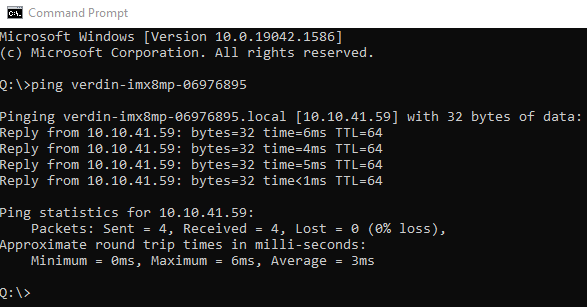 Command Prompt
Microsoft Windows [Version 10.0.19042.1586]
(c) Microsoft Corporation. All rights reserved.
Q:\>ping verdin-imx8mp-06976895
Pinging verdin-imx8mp-06976895.local [10.10.41.59] with 32 bytes of data:
Reply from 10.10.41.59: bytes=32 time=6ms TTL=64
Reply from 10.10.41.59: bytes=32 time=4ms TTL=64
Reply from 10.10.41.59: bytes=32 time=5ms TTL=64
Reply from 10.10.41.59: bytes=32 time<1ms TTL=64
Ping statistics for 10.10.41.59:
    Packets: Sent = 4, Received = 4, Lost = 0 (0% loss),
Approximate round trip times in milli-seconds:
    Minimum = 0ms, Maximum = 6ms, Average = 3ms
Q:\>